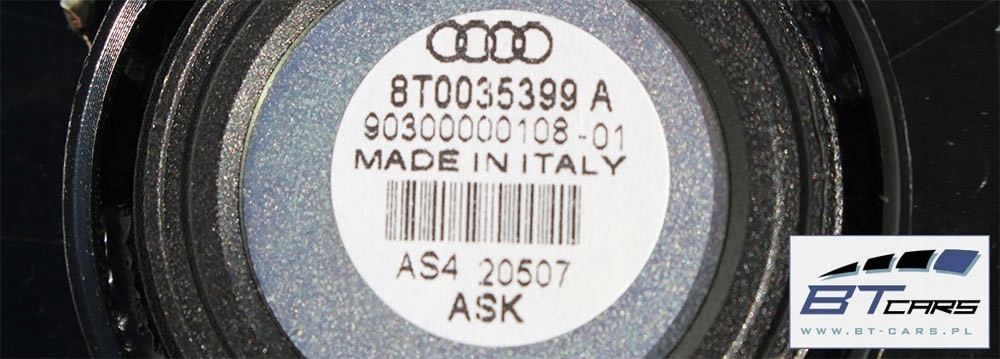 8T0035399 A
90300000108-01
MADE IN ITALY
AS4 20507
ASK
BT cars
WWW.BT-CARS.PL